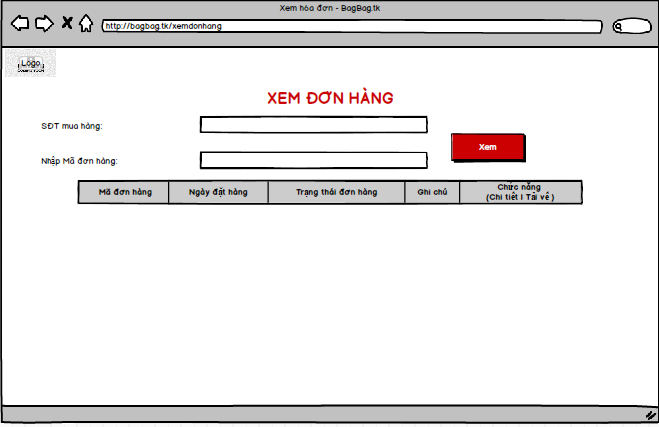 Xem hóa đơn - BagBag.tk
http://bagbag.tk/xemdonhang
Logo
XEM ĐƠN HÀNG
SĐT mua hàng:
Xem
Nhập Mã đơn hàng:
Mã đơn hàng Ngày đặt hàng Trạng thái đơn hàng Ghi chú Chức năng
(Chi tiết | Tải về )